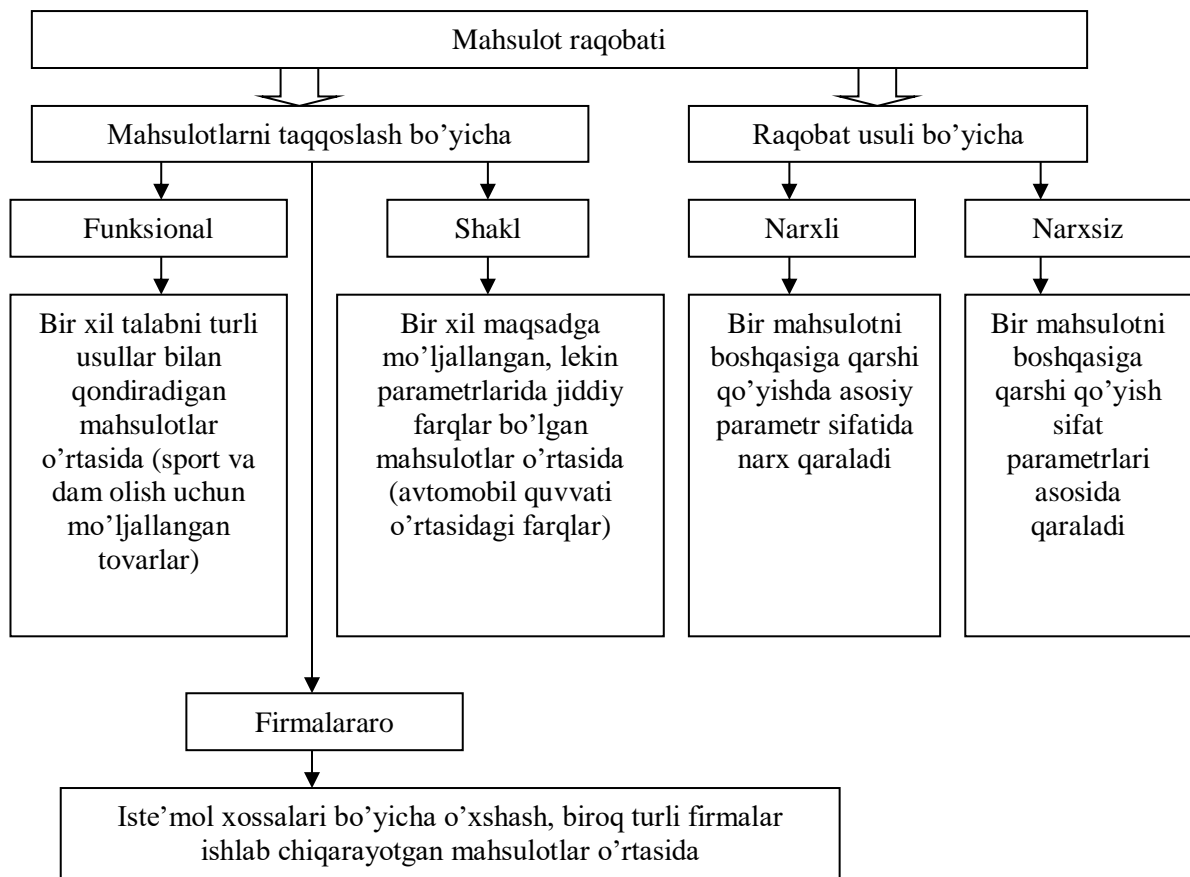 Mahsulot raqobati
Mahsulotlarni taqqoslash bo’yicha
Raqobat usuli bo’yicha
Funksional
Shakl
Narxli
Narxsiz
Bir xil talabni turli
usullar bilan
qondiradigan
mahsulotlar
o’rtasida (sport va
dam olish uchun
mo’ljallangan
tovarlar)
Bir xil maqsadga
mo’ljallangan, lekin
parametrlarida jiddiy
farqlar bo’lgan
mahsulotlar o’rtasida
(avtomobil quvvati
o’rtasidagi farqlar)
Bir mahsulotni
boshqasiga qarshi
qo’yishda asosiy
parametr sifatida
narx qaraladi
Bir mahsulotni
boshqasiga
qarshi qo’yish
sifat
parametrlari
asosida
qaraladi
Firmalararo
Iste’mol xossalari bo’yicha o’xshash, biroq turli firmalar
ishlab chiqarayotgan mahsulotlar o’rtasida